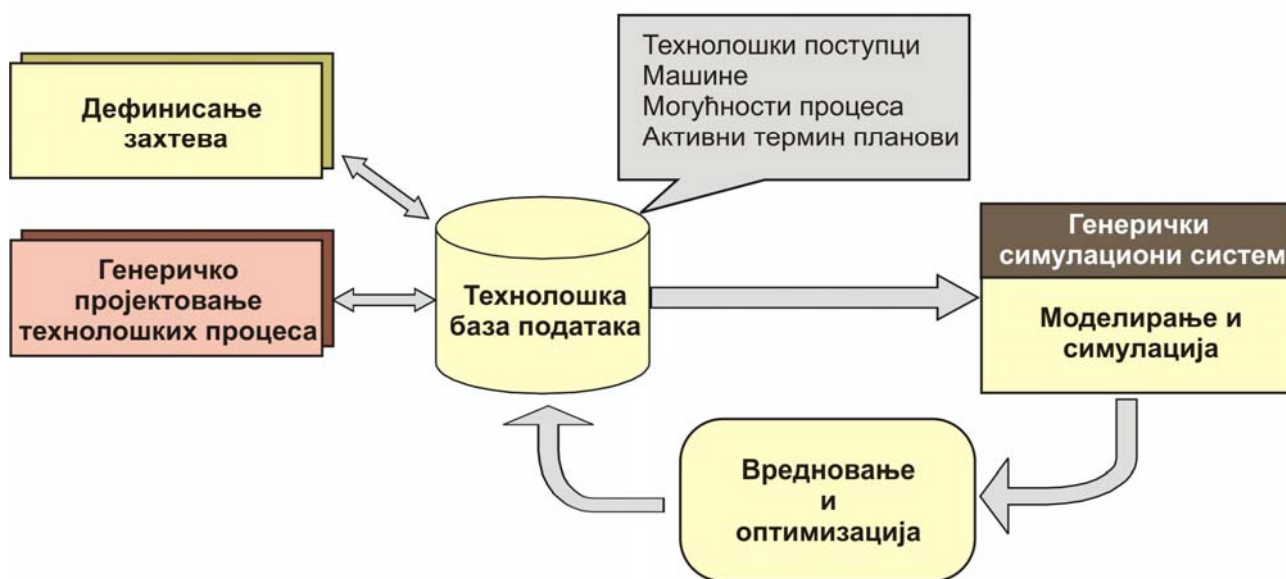 Дефинисање
захтева
Генеричко
пројектовање
технолошких процеса
Технолошка
база података
Технолошки поступци
Машине
Могућности процеса
Активни термин планови
Генерички
симулациони систем
Моделирање и
симулација
Вредновање
и
оптимизација